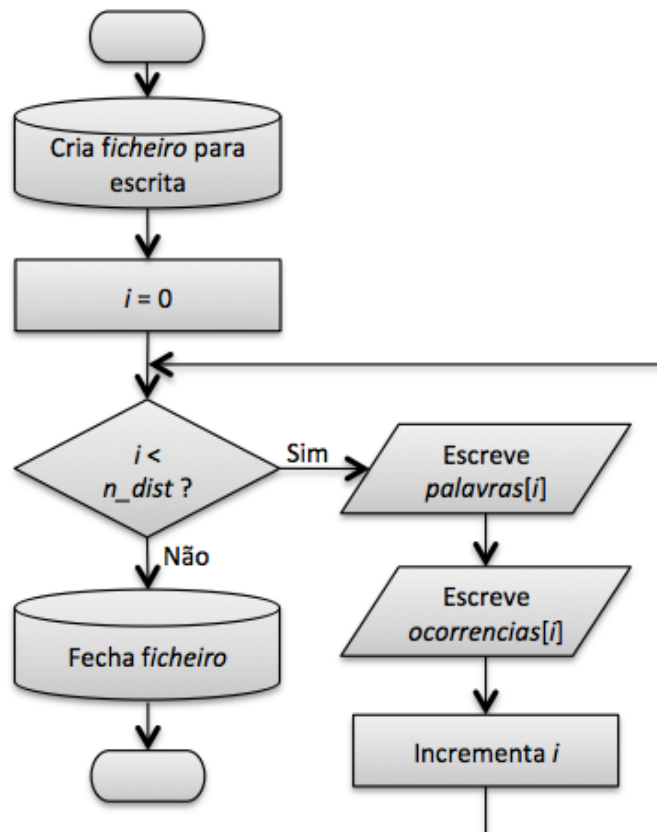 Cria ficheiro para
escrita
i = 0
i <
n_dist ?
Sim
Escreve
palavras[i]
Escreve
ocorrencias[i]
Incrementa i
Não
Fecha ficheiro